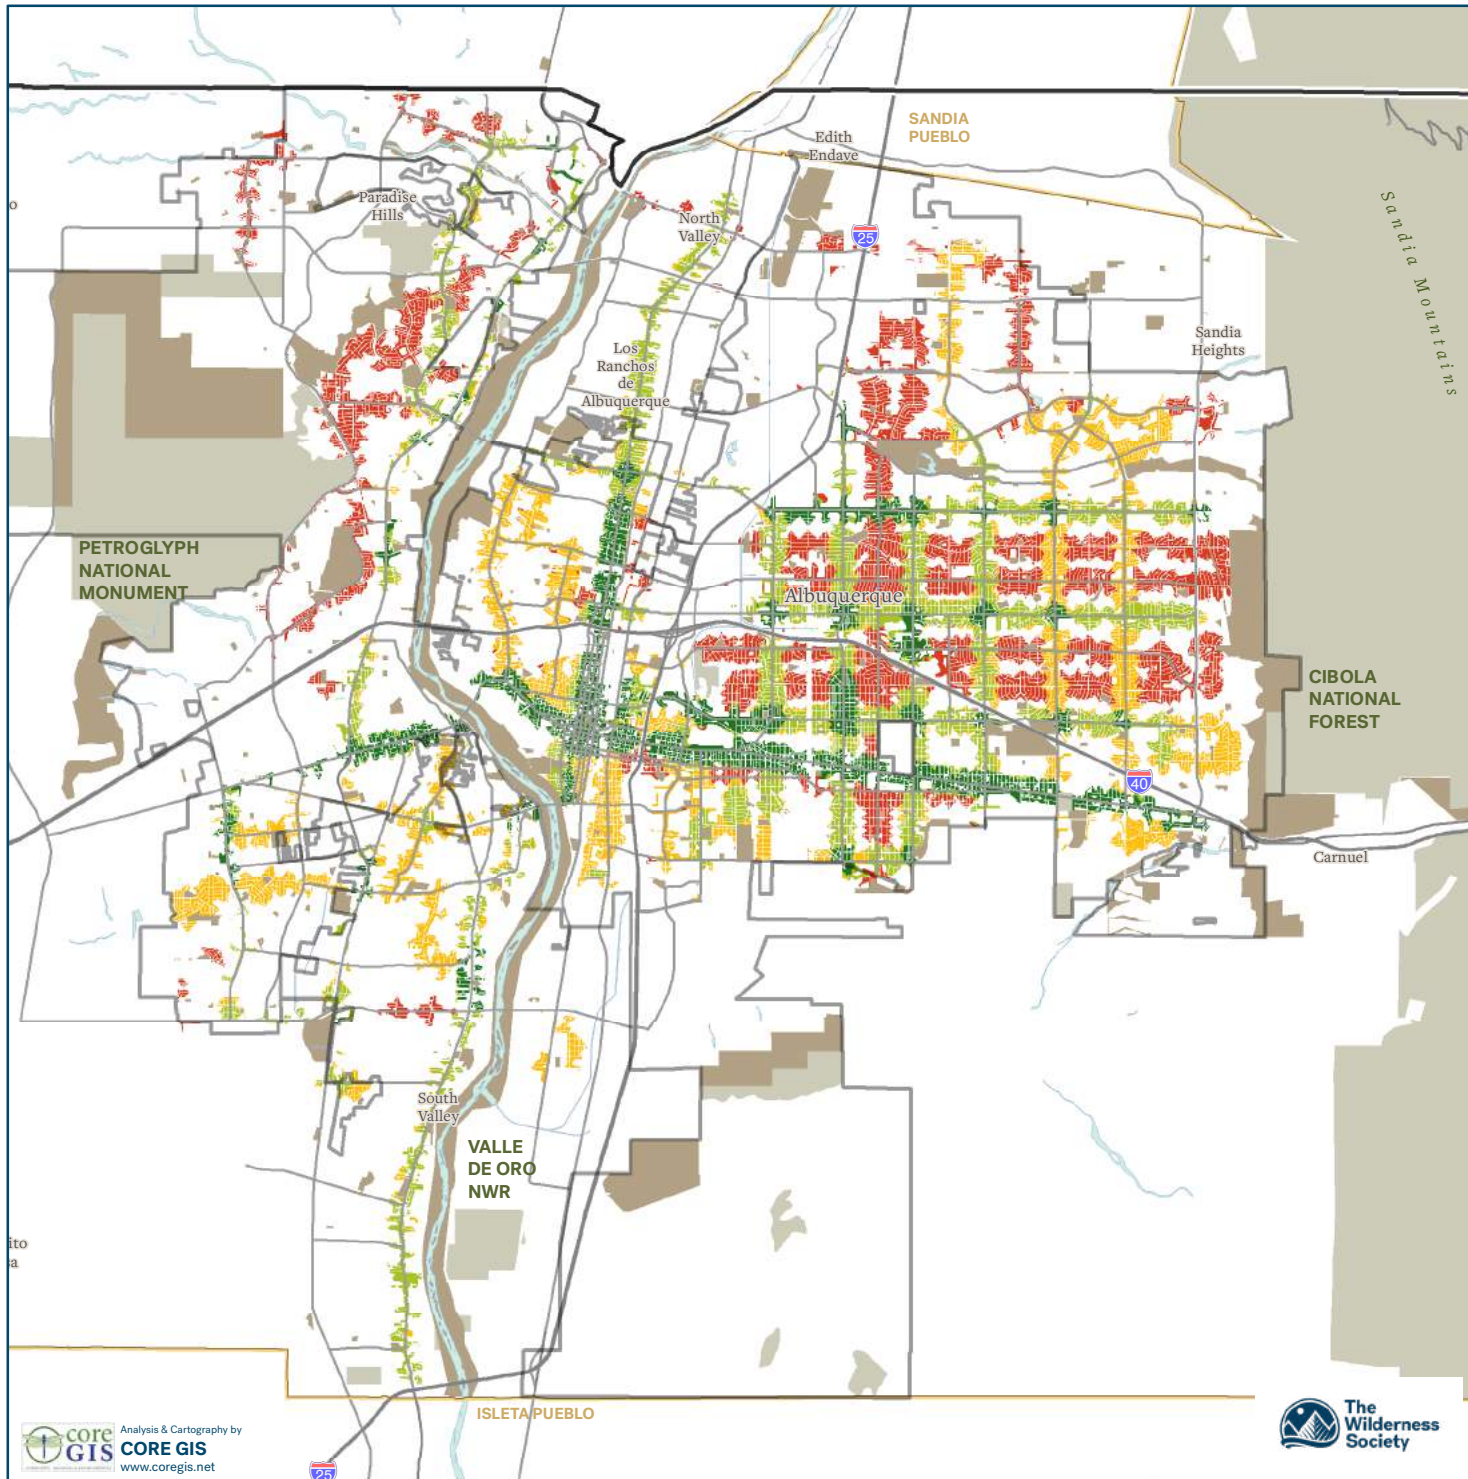 SANDIA
PUEBLO
Edith
Endave
Sandia Mountains
Paradise
Hills
o
North
Valley
25
Sandia
Heights
Los
Ranchos
de
Albuquerque
PETROGLYPH
NATIONAL
MONUMENT
Albuquerque
CIBOLA
NATIONAL
FOREST
40
Carnuel
South
Valley
VALLE
DE ORO
NWR
ito
a
ISLETA PUEBLO
core
GIS
Analysis & Cartography by
CORE GIS
www.coregis.net
25
The
Wilderness
Society